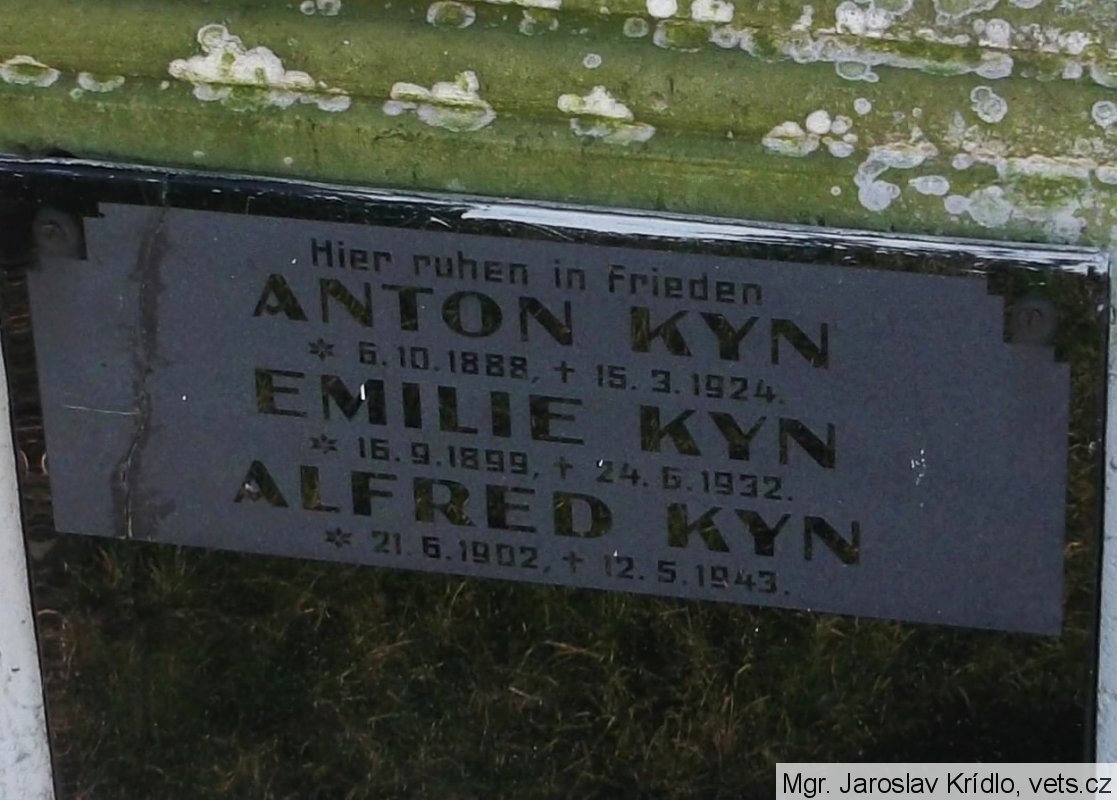 Hier ruhen in Frieden
ANTON KYN
* 6.10.1888, + 15.3.1924.
EMILIE KYN
* 16.9.1899, + 24.6.1932.
ALFRED KYN
* 21.6.1902, + 12.5.1943.
Mgr. Jaroslav Krídlo, vets.cz